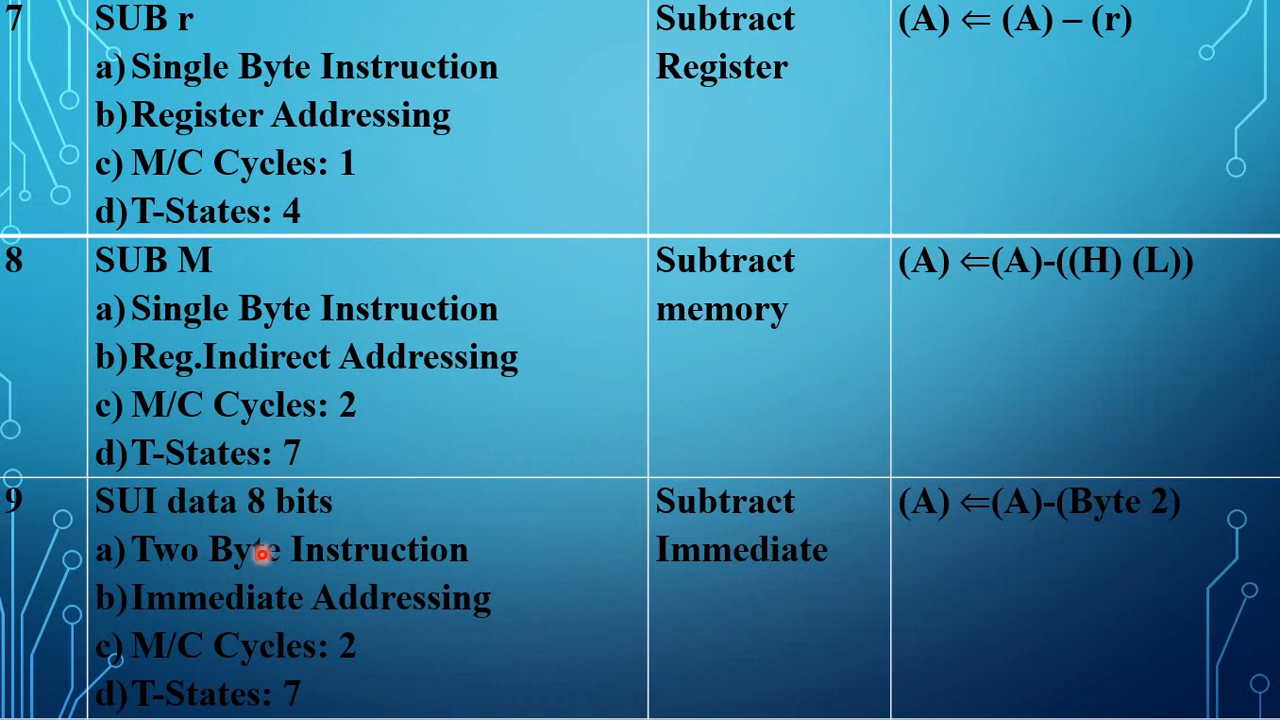 7 SUB r Subtract (A) ⇐ (A) – (r)
a) Single Byte Instruction Register
b) Register Addressing
c) M/C Cycles: 1
d) T-States: 4
8 SUB M Subtract (A) ⇐(A)-((H) (L))
a) Single Byte Instruction memory
b) Reg.Indirect Addressing
c) M/C Cycles: 2
d) T-States: 7
9 SUI data 8 bits Subtract (A) ⇐(A)-(Byte 2)
a) Two Byte Instruction Immediate
b) Immediate Addressing
c) M/C Cycles: 2
d) T-States: 7